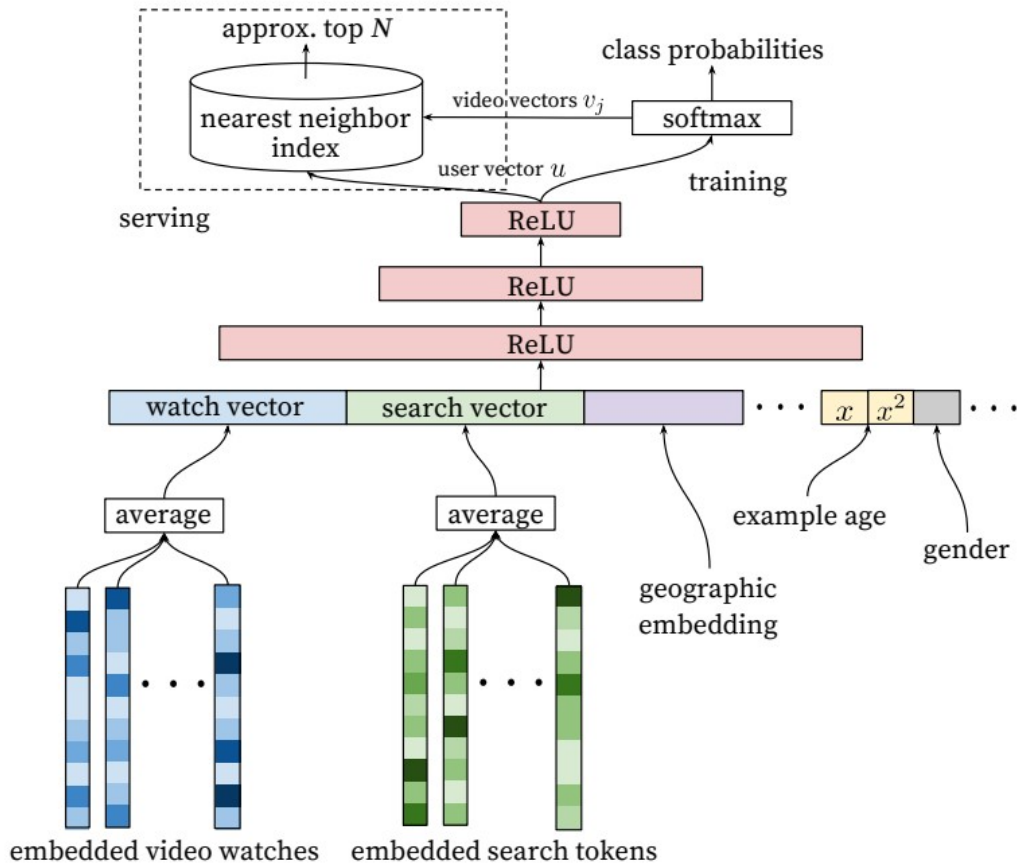 approx. top N
class probabilities
nearest neighbor
index
video vectors v_j
softmax
user vector u
training
serving
ReLU
ReLU
ReLU
watch vector
search vector
x
x²
average
average
example age
gender
geographic
embedding
embedded video watches
embedded search tokens